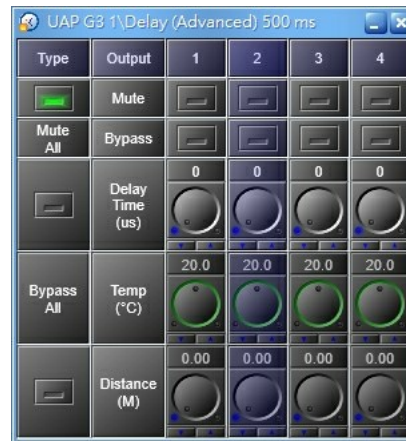 UAP G3 1\Delay (Advanced) 500 ms
Type Output 1 2 3 4
Mute
Mute
All
Bypass
0 0 0 0
Delay
Time
(us)
20.0 20.0 20.0 20.0
Bypass
All
Temp
(°C)
0.00 0.00 0.00 0.00
Distance
(M)